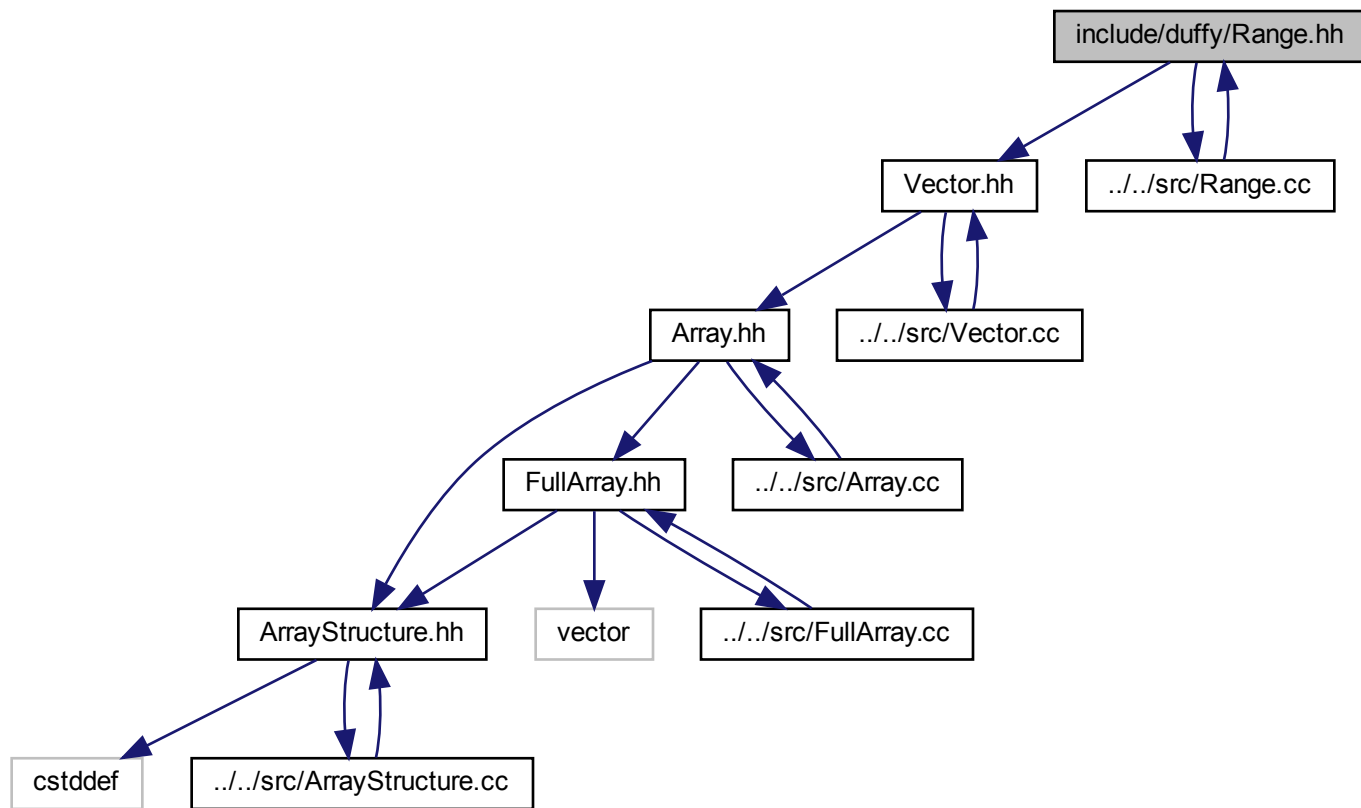 include/duffy/Range.hh
Vector.hh
../../src/Range.cc
Array.hh
../../src/Vector.cc
FullArray.hh
../../src/Array.cc
ArrayStructure.hh
vector
../../src/FullArray.cc
cstddef
../../src/ArrayStructure.cc